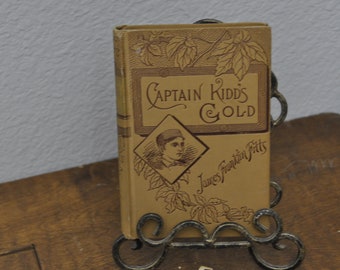 CAPTAIN KIDD'S
GOLD
James Franklin Fitts